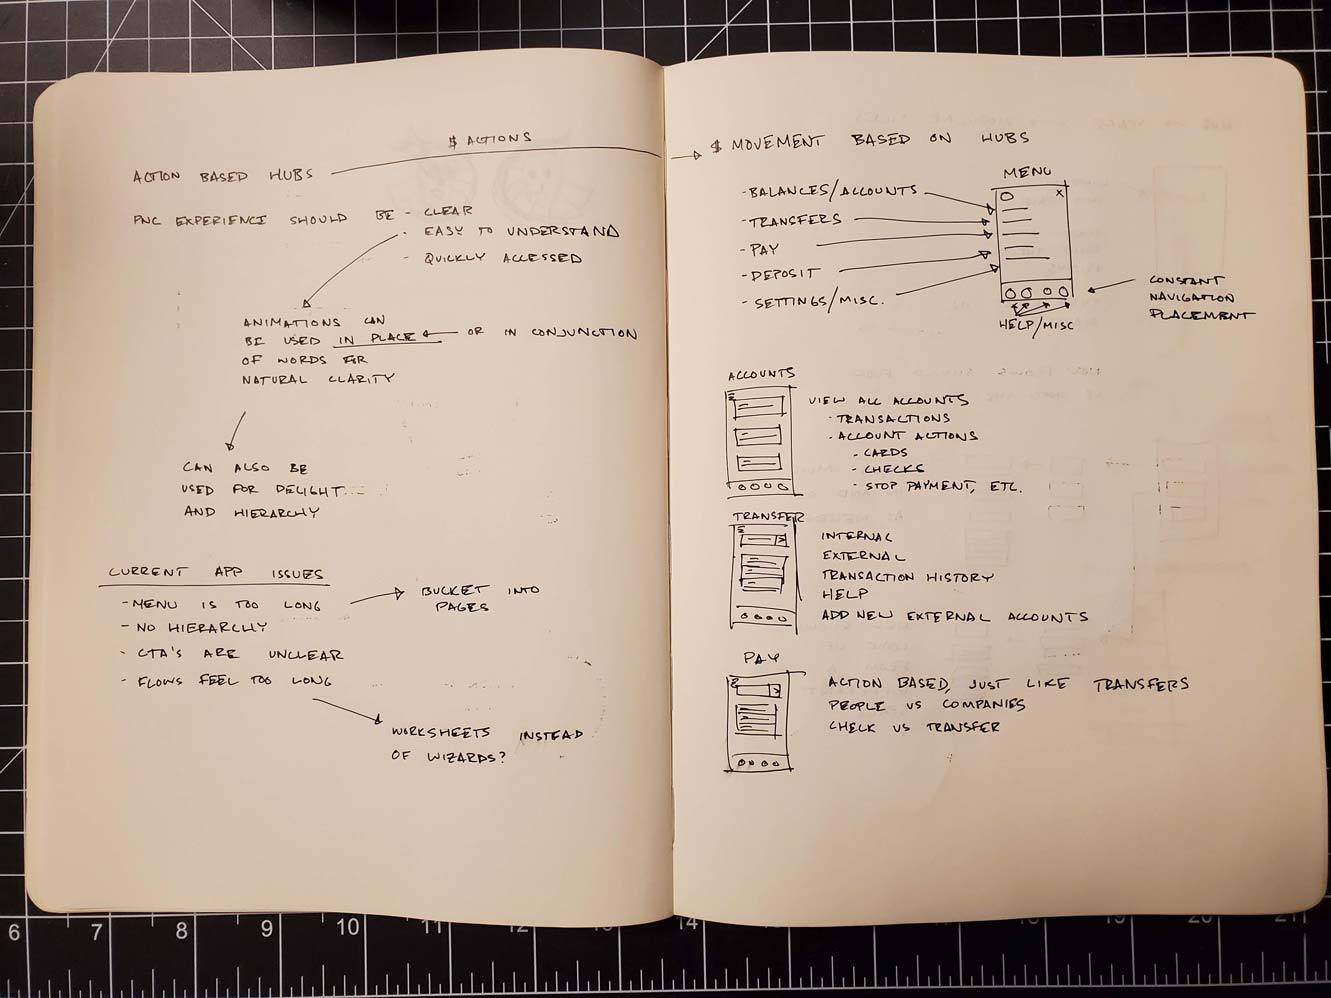 $ ACTIONS
ACTION BASED HUBS
PNC EXPERIENCE SHOULD BE - CLEAR
- EASY TO UNDERSTAND
- QUICKLY ACCESSED
ANIMATIONS CAN
BE USED IN PLACE OR IN CONJUNCTION
OF WORDS FOR
NATURAL CLARITY
CAN ALSO BE
USED FOR DELIGHT
AND HIERARCHY
CURRENT APP ISSUES
- MENU IS TOO LONG
BUCKET INTO
PAGES
- NO HIERARCHY
- CTA'S ARE UNCLEAR
- FLOWS FEEL TOO LONG
WORKSHEETS INSTEAD
OF WIZARDS?
$ MOVEMENT BASED ON HUBS
MENU
- BALANCES/ACCOUNTS
- TRANSFERS
- PAY
- DEPOSIT
- SETTINGS/MISC.
X
CONSTANT
NAVIGATION
PLACEMENT
HELP/MISC
ACCOUNTS
VIEW ALL ACCOUNTS
- TRANSACTIONS
- ACCOUNT ACTIONS
- CARDS
- CHECKS
- STOP PAYMENT, ETC.
TRANSFER
INTERNAL
EXTERNAL
TRANSACTION HISTORY
HELP
ADD NEW EXTERNAL ACCOUNTS
PAY
ACTION BASED, JUST LIKE TRANSFERS
PEOPLE VS COMPANIES
CHECK VS TRANSFER
6 7 8 9 10 11 12 13 14 19 20 21